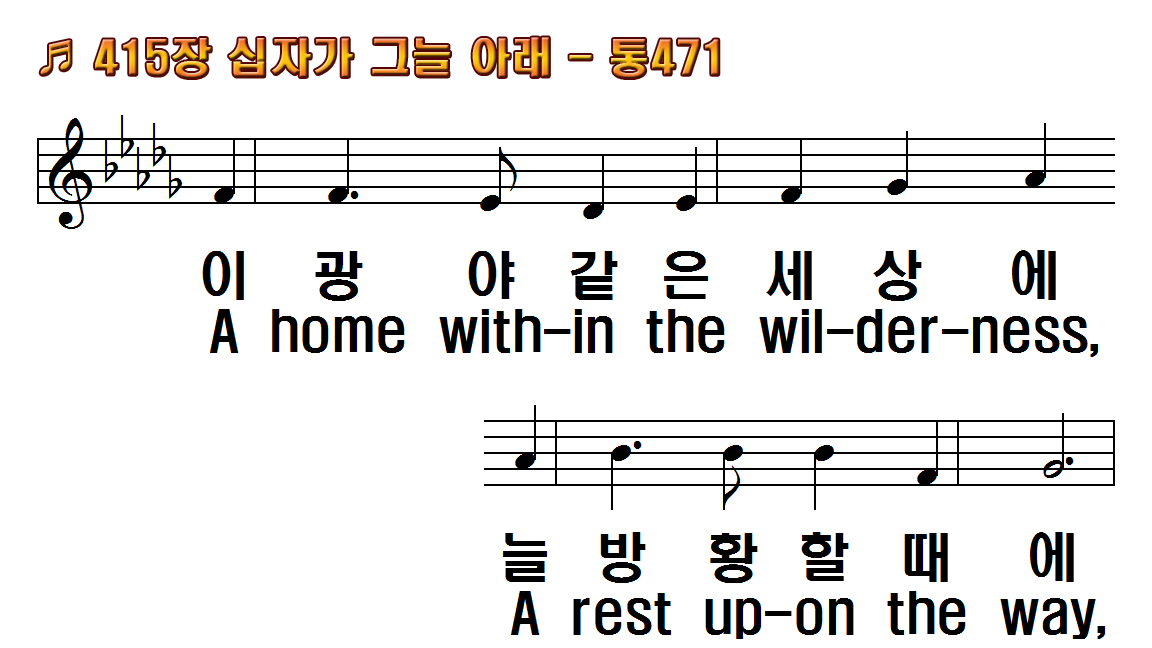 ♬ 415장 십자가 그늘 아래 - 통471
이 광 야 같 은 세 상 에
A home with-in the wil-der-ness,
늘 방 황 할 때 에
A rest up-on the way,